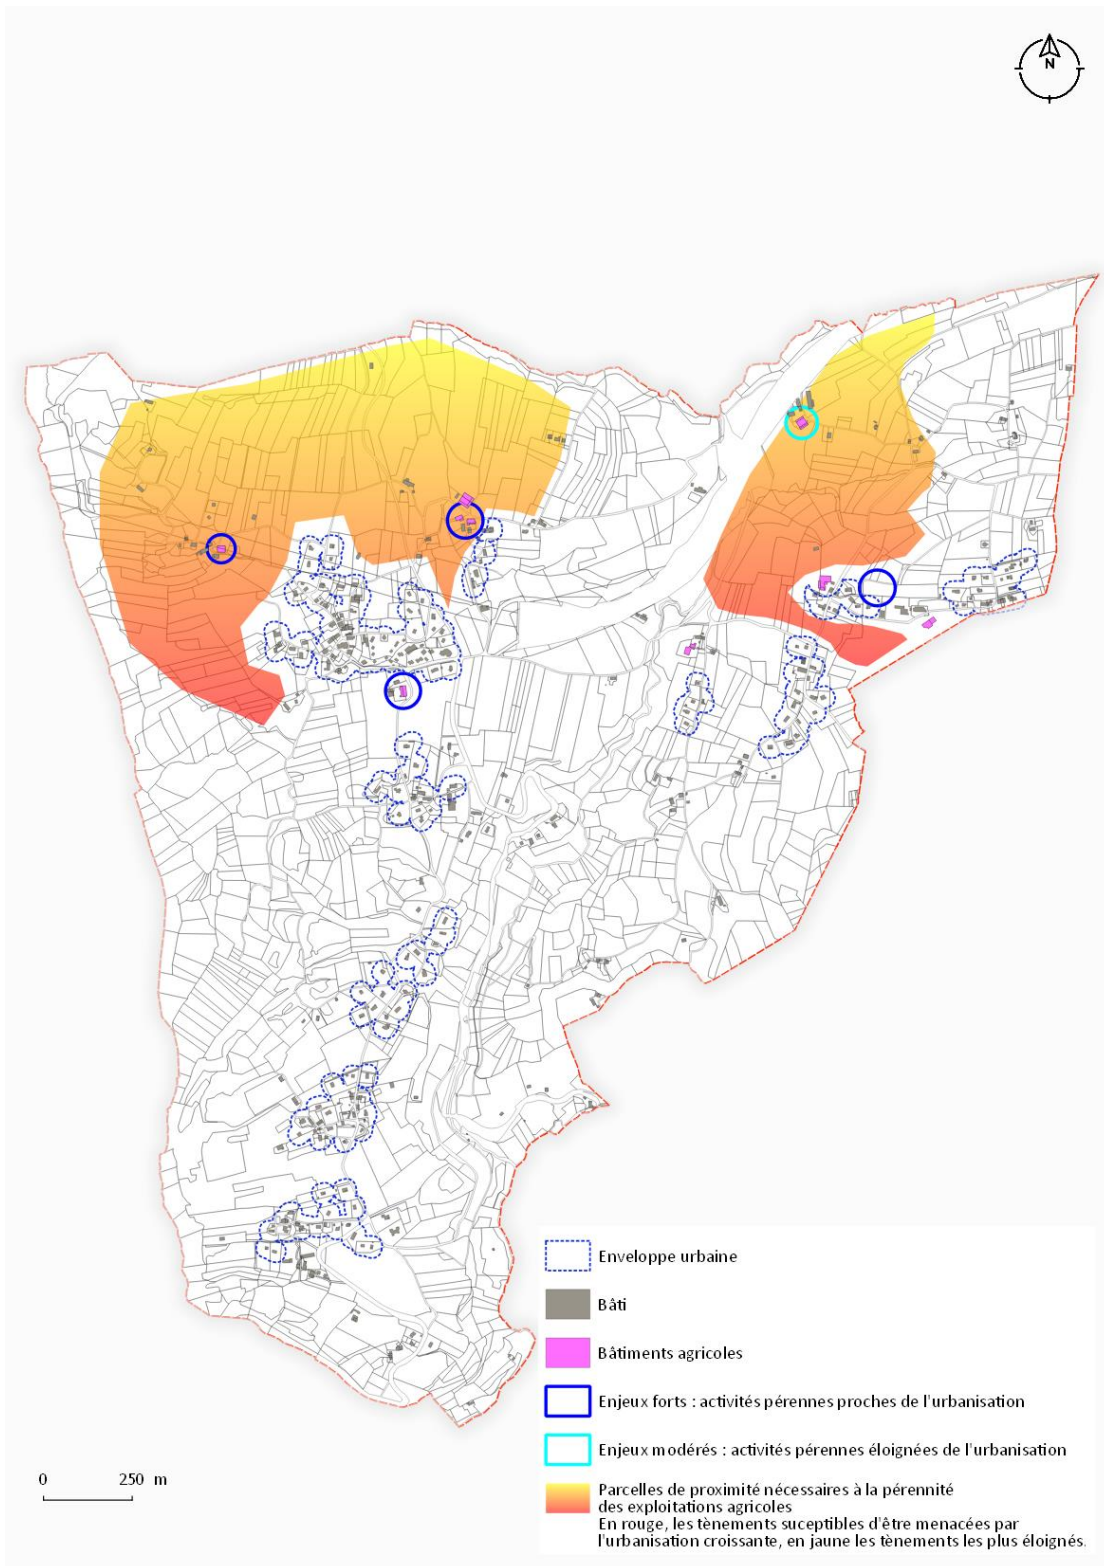 N
Enveloppe urbaine
Bâti
Bâtiments agricoles
Enjeux forts : activités pérennes proches de l'urbanisation
Enjeux modérés : activités pérennes éloignées de l'urbanisation
0 250 m
Parcelles de proximité nécessaires à la pérennité
des exploitations agricoles
En rouge, les tènements suceptibles d'être menacées par
l'urbanisation croissante, en jaune les tènements les plus éloignés.